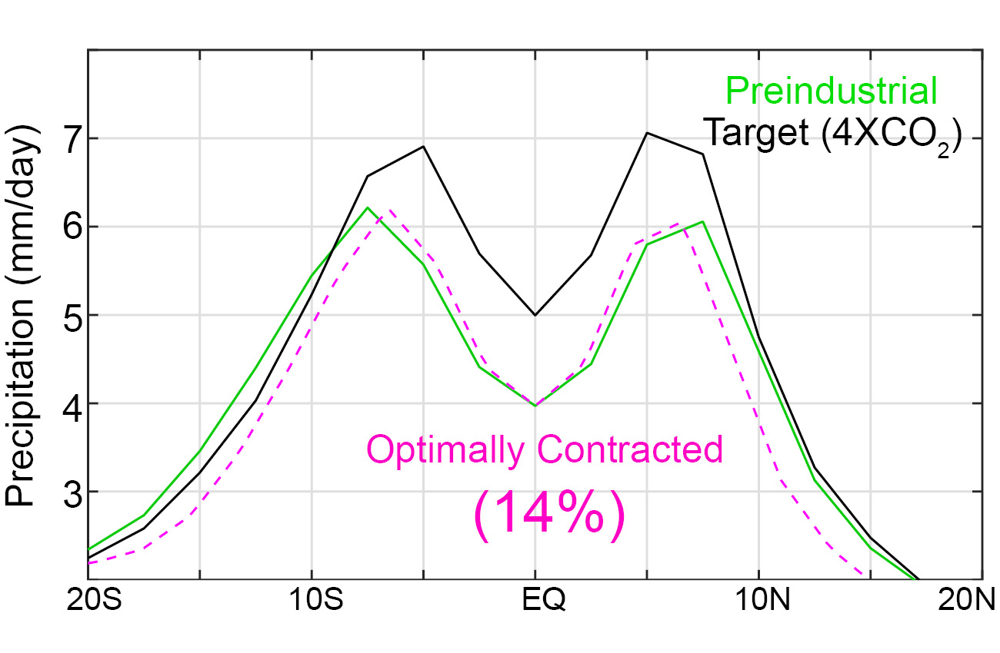 Preindustrial
Target (4XCO₂)
Precipitation (mm/day)
7
6
5
4
3
Optimally Contracted
(14%)
20S 10S EQ 10N 20N